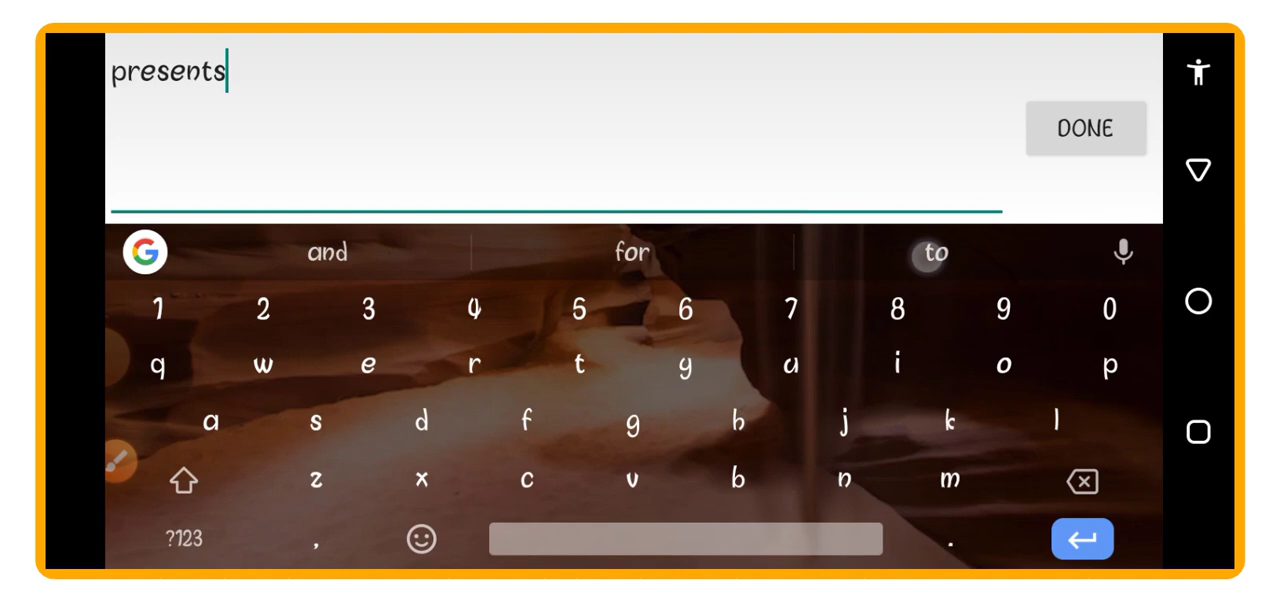 presents
DONE
and for to
1 2 3 4 5 6 7 8 9 0
q w e r t y u i o p
a s d f g h j k l
z x c v b n m
?123 , .